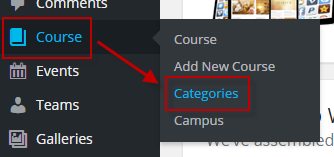 Comments
Course
Events
Teams
Galleries
Course
Add New Course
Categories
Campus
We've assembled